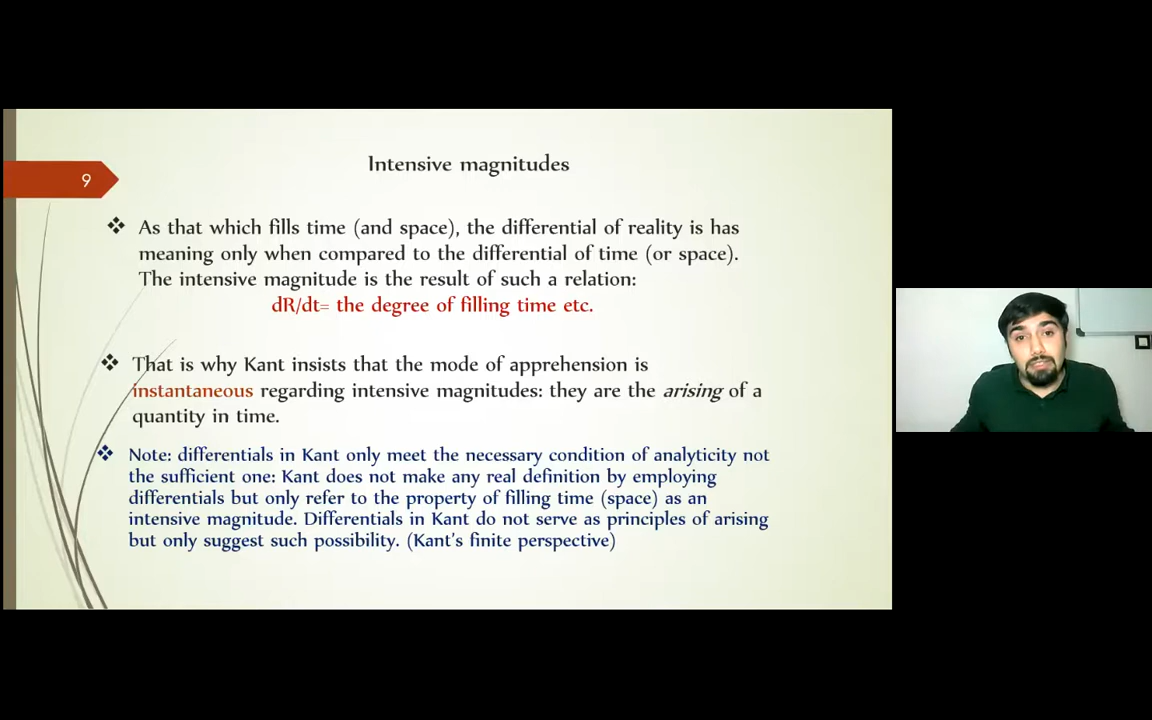 Intensive magnitudes
9
❖ As that which fills time (and space), the differential of reality is has
meaning only when compared to the differential of time (or space).
The intensive magnitude is the result of such a relation:
dR/dt= the degree of filling time etc.
❖ That is why Kant insists that the mode of apprehension is
instantaneous regarding intensive magnitudes: they are the arising of a
quantity in time.
❖ Note: differentials in Kant only meet the necessary condition of analyticity not
the sufficient one: Kant does not make any real definition by employing
differentials but only refer to the property of filling time (space) as an
intensive magnitude. Differentials in Kant do not serve as principles of arising
but only suggest such possibility. (Kant's finite perspective)